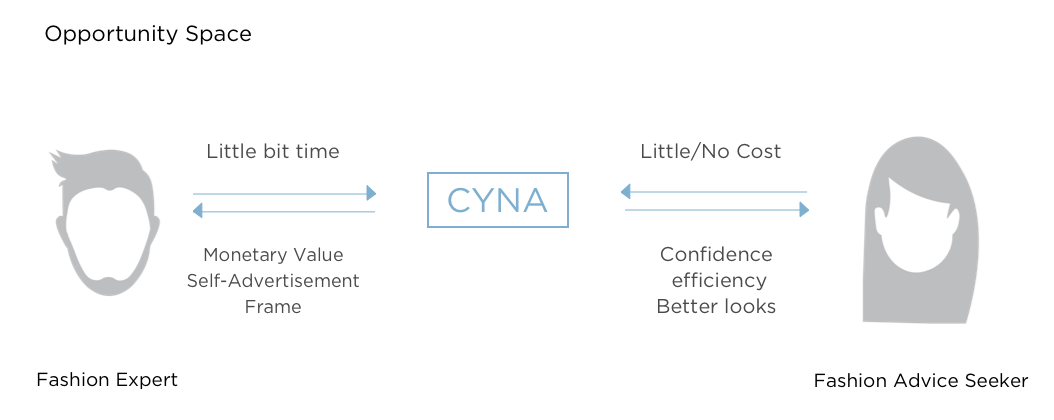 Opportunity Space
Little bit time
Little/No Cost
CYNA
Monetary Value
Self-Advertisement
Frame
Confidence
efficiency
Better looks
Fashion Expert
Fashion Advice Seeker